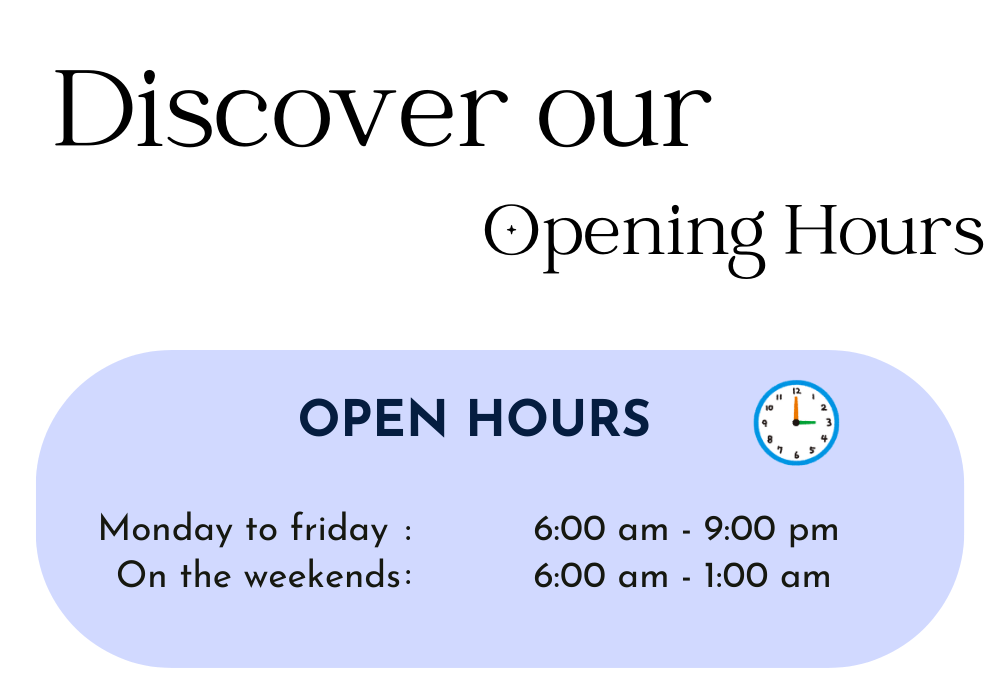 Discover our
Opening Hours
OPEN HOURS
Monday to friday : 6:00 am - 9:00 pm
On the weekends: 6:00 am - 1:00 am